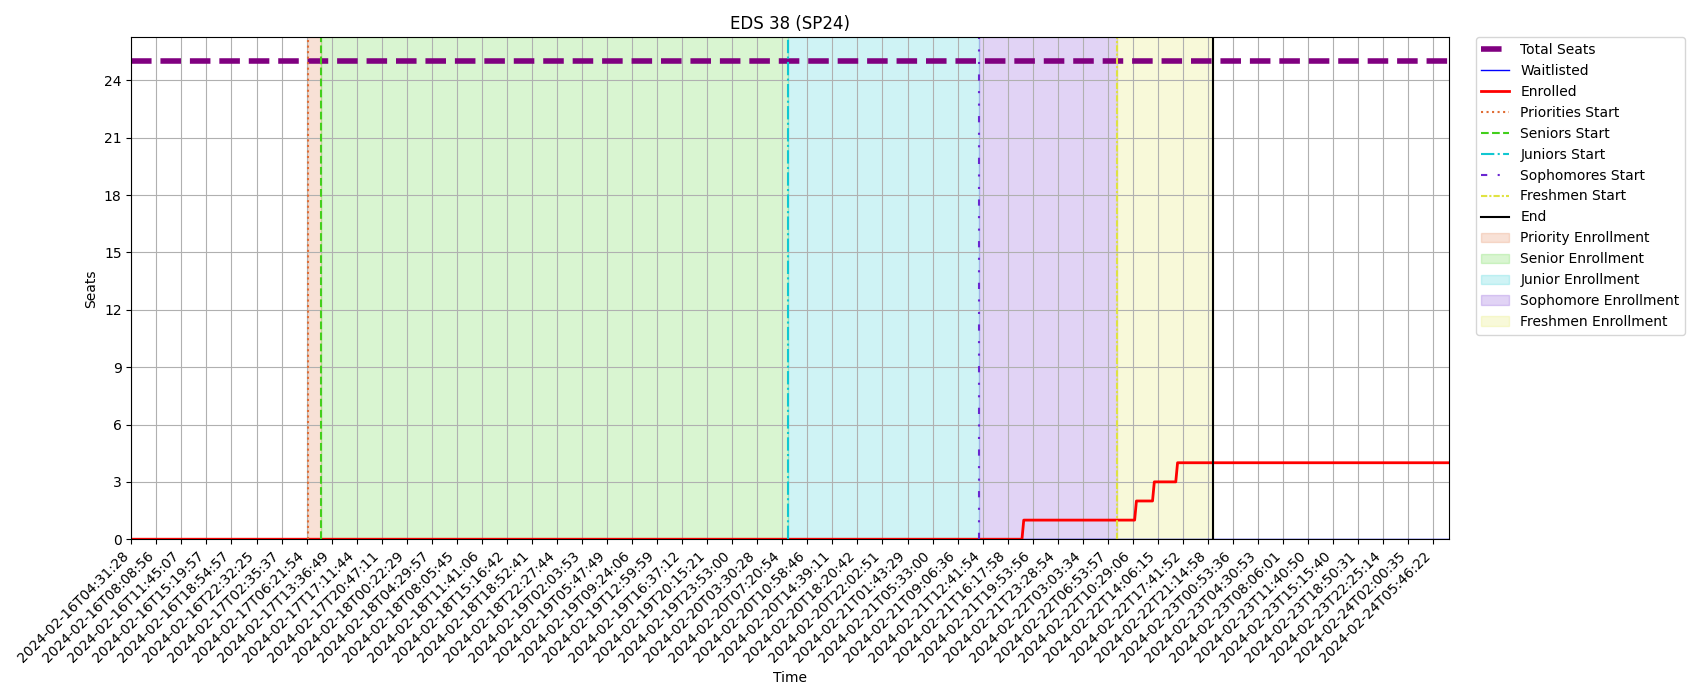 EDS 38 (SP24)
Seats
24
21
18
15
12
9
6
3
0
2024-02-16T04:31:28
2024-02-16T08:08:56
2024-02-16T11:45:07
2024-02-16T15:19:57
2024-02-16T18:54:57
2024-02-16T22:32:25
2024-02-17T02:35:37
2024-02-17T06:21:54
2024-02-17T13:36:49
2024-02-17T17:11:44
2024-02-17T20:47:11
2024-02-18T00:22:29
2024-02-18T04:29:57
2024-02-18T08:05:45
2024-02-18T11:41:06
2024-02-18T15:16:42
2024-02-18T18:52:41
2024-02-18T22:27:44
2024-02-19T02:03:53
2024-02-19T05:47:49
2024-02-19T09:24:06
2024-02-19T12:59:59
2024-02-19T16:37:12
2024-02-19T20:15:21
2024-02-19T23:53:00
2024-02-20T03:30:28
2024-02-20T07:20:54
2024-02-20T10:58:46
2024-02-20T14:39:11
2024-02-20T18:20:42
2024-02-20T22:02:51
2024-02-21T01:43:29
2024-02-21T05:33:00
2024-02-21T09:06:36
2024-02-21T12:41:54
2024-02-21T16:17:58
2024-02-21T19:53:56
2024-02-21T23:28:54
2024-02-22T03:03:34
2024-02-22T06:53:57
2024-02-22T10:29:06
2024-02-22T14:06:15
2024-02-22T17:41:52
2024-02-22T21:14:58
2024-02-23T00:53:36
2024-02-23T04:30:53
2024-02-23T08:06:01
2024-02-23T11:40:50
2024-02-23T15:15:40
2024-02-23T18:50:31
2024-02-23T22:25:14
2024-02-24T02:00:35
2024-02-24T05:46:22
Time
Total Seats
Waitlisted
Enrolled
Priorities Start
Seniors Start
Juniors Start
Sophomores Start
Freshmen Start
End
Priority Enrollment
Senior Enrollment
Junior Enrollment
Sophomore Enrollment
Freshmen Enrollment